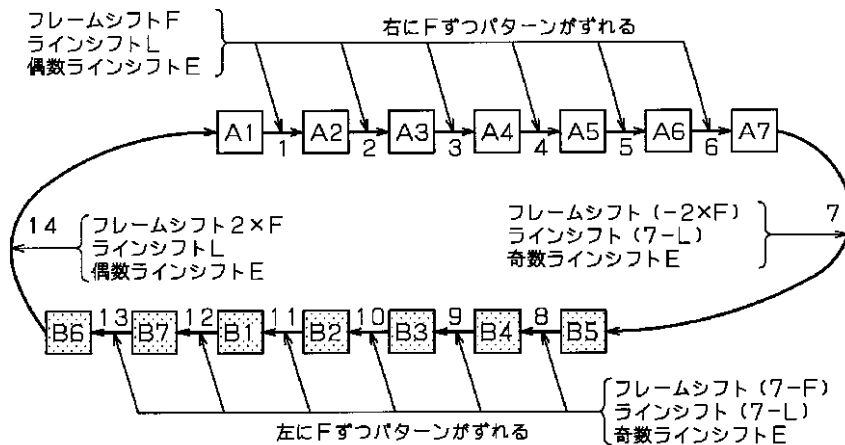 フレームシフトF
ラインシフトL
偶数ラインシフトE
右にFずつパターンがずれる
A1 A2 A3 A4 A5 A6 A7
1 2 3 4 5 6
14
フレームシフト2×F
ラインシフトL
偶数ラインシフトE
フレームシフト(-2×F)
ラインシフト(7-L)
奇数ラインシフトE
7
13 12 11 10 9 8
B6 B7 B1 B2 B3 B4 B5
左にFずつパターンがずれる
フレームシフト(7-F)
ラインシフト(7-L)
奇数ラインシフトE